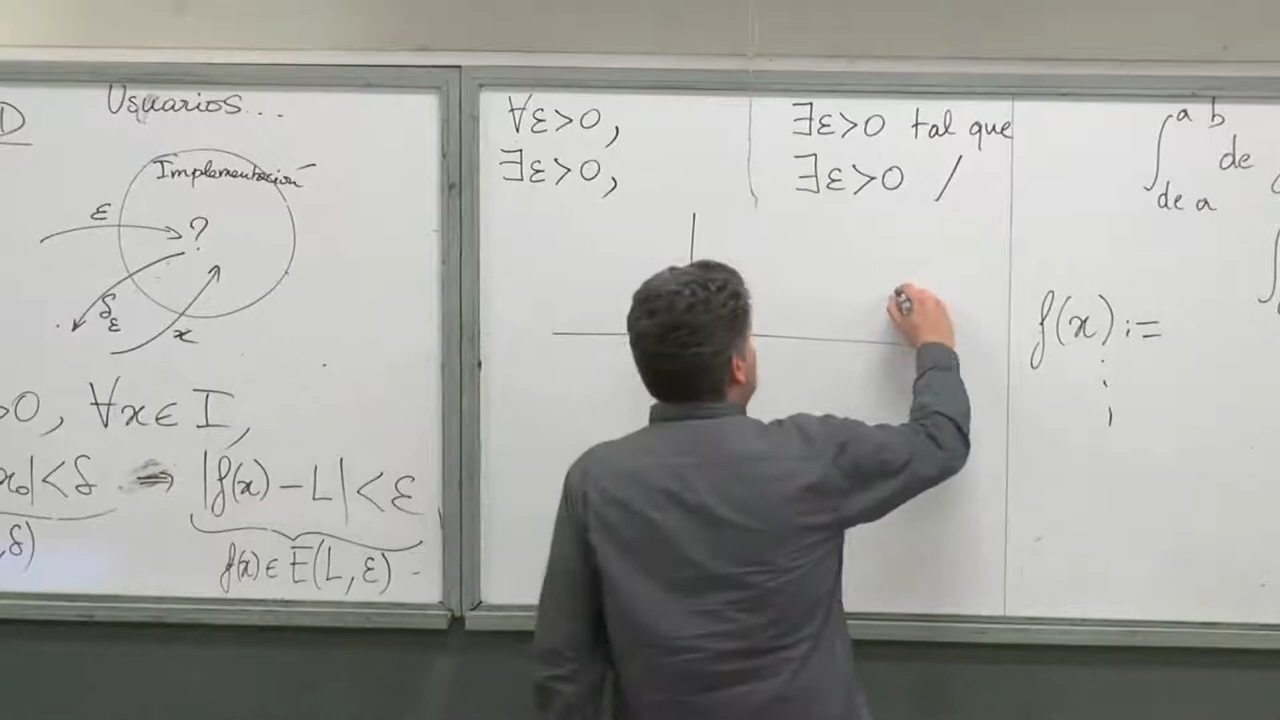 D
Usuarios...
Implementación
ε
?
δε
x
>0, ∀x∈I,
x₀|<δ ⇒ |f(x)-L|<ε
,δ)
f(x)∈E(L,ε)
∀ε>0,
∃ε>0,
∃ε>0 tal que
∃ε>0 /
∫ a b
de a
de
∫
f(x):=